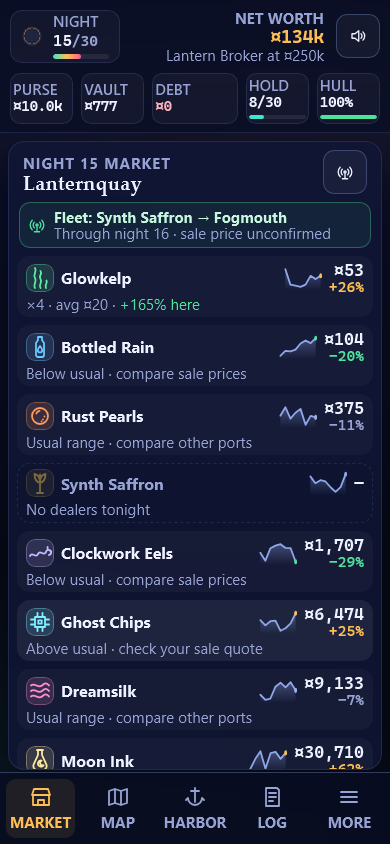 NIGHT
15/30
NET WORTH
¤134k
Lantern Broker at ¤250k
PURSE
¤10.0k
VAULT
¤777
DEBT
¤0
HOLD
8/30
HULL
100%
NIGHT 15 MARKET
Lanternquay
Fleet: Synth Saffron → Fogmouth
Through night 16 · sale price unconfirmed
Glowkelp
¤53
+26%
×4 · avg ¤20 · +165% here
Bottled Rain
¤104
−20%
Below usual · compare sale prices
Rust Pearls
¤375
−11%
Usual range · compare other ports
Synth Saffron
—
No dealers tonight
Clockwork Eels
¤1,707
−29%
Below usual · compare sale prices
Ghost Chips
¤6,474
+25%
Above usual · check your sale quote
Dreamsilk
¤9,133
−7%
Usual range · compare other ports
Moon Ink
¤30,710
+62%
MARKET
MAP
HARBOR
LOG
MORE